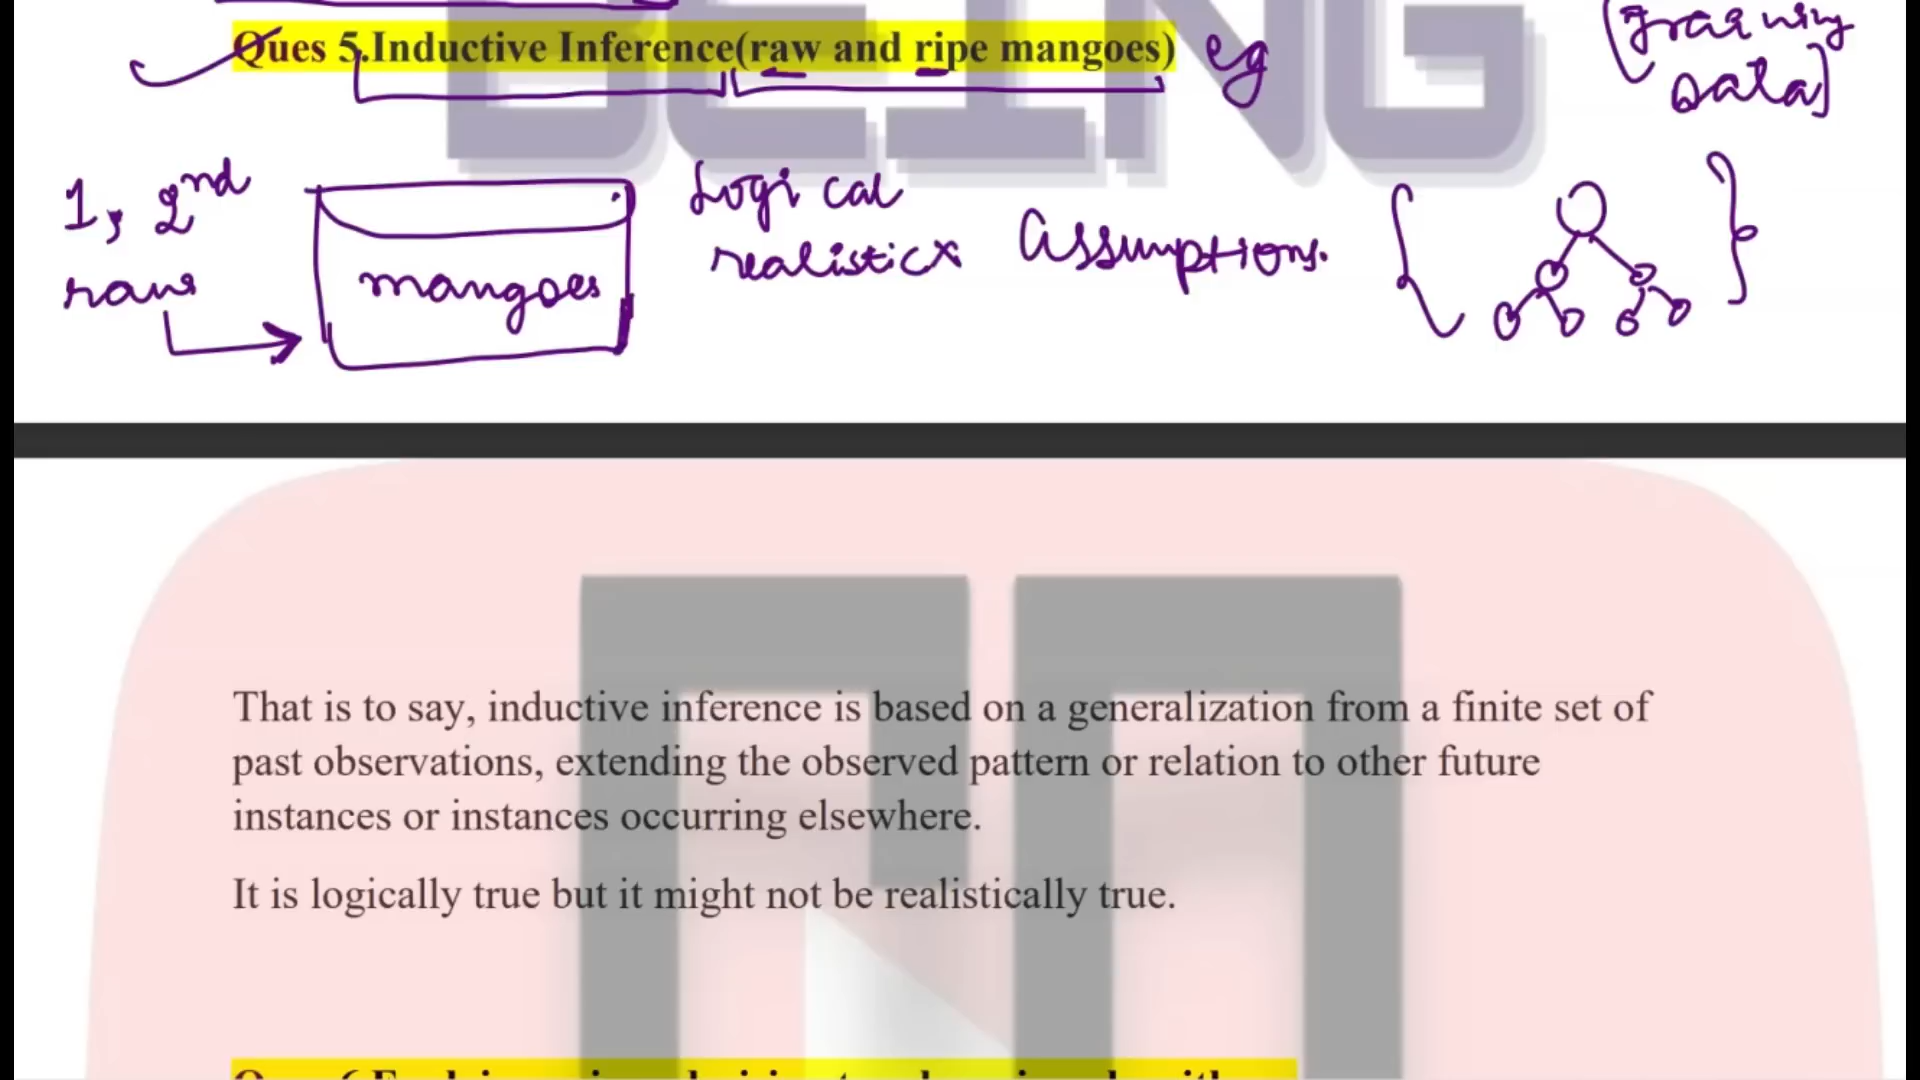 BEING
[Training
Data]
Ques 5.Inductive Inference(raw and ripe mangoes) eg
1, 2nd
raw
mangoes
Logical
realistic x
Assumptions.
That is to say, inductive inference is based on a generalization from a finite set of
past observations, extending the observed pattern or relation to other future
instances or instances occurring elsewhere.
It is logically true but it might not be realistically true.